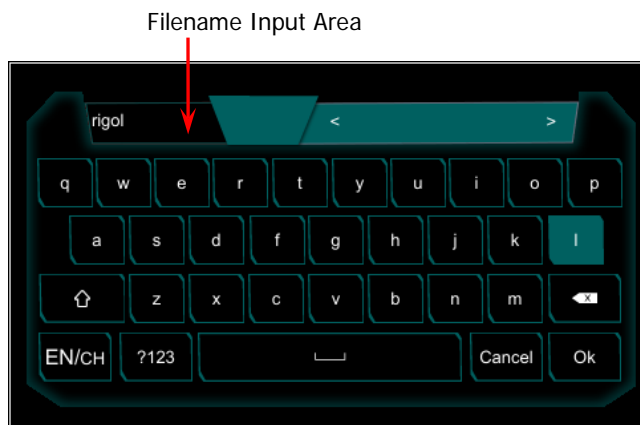 Filename Input Area
rigol < >
q w e r t y u i o p
a s d f g h j k l
z x c v b n m x
EN/CH ?123 Cancel Ok